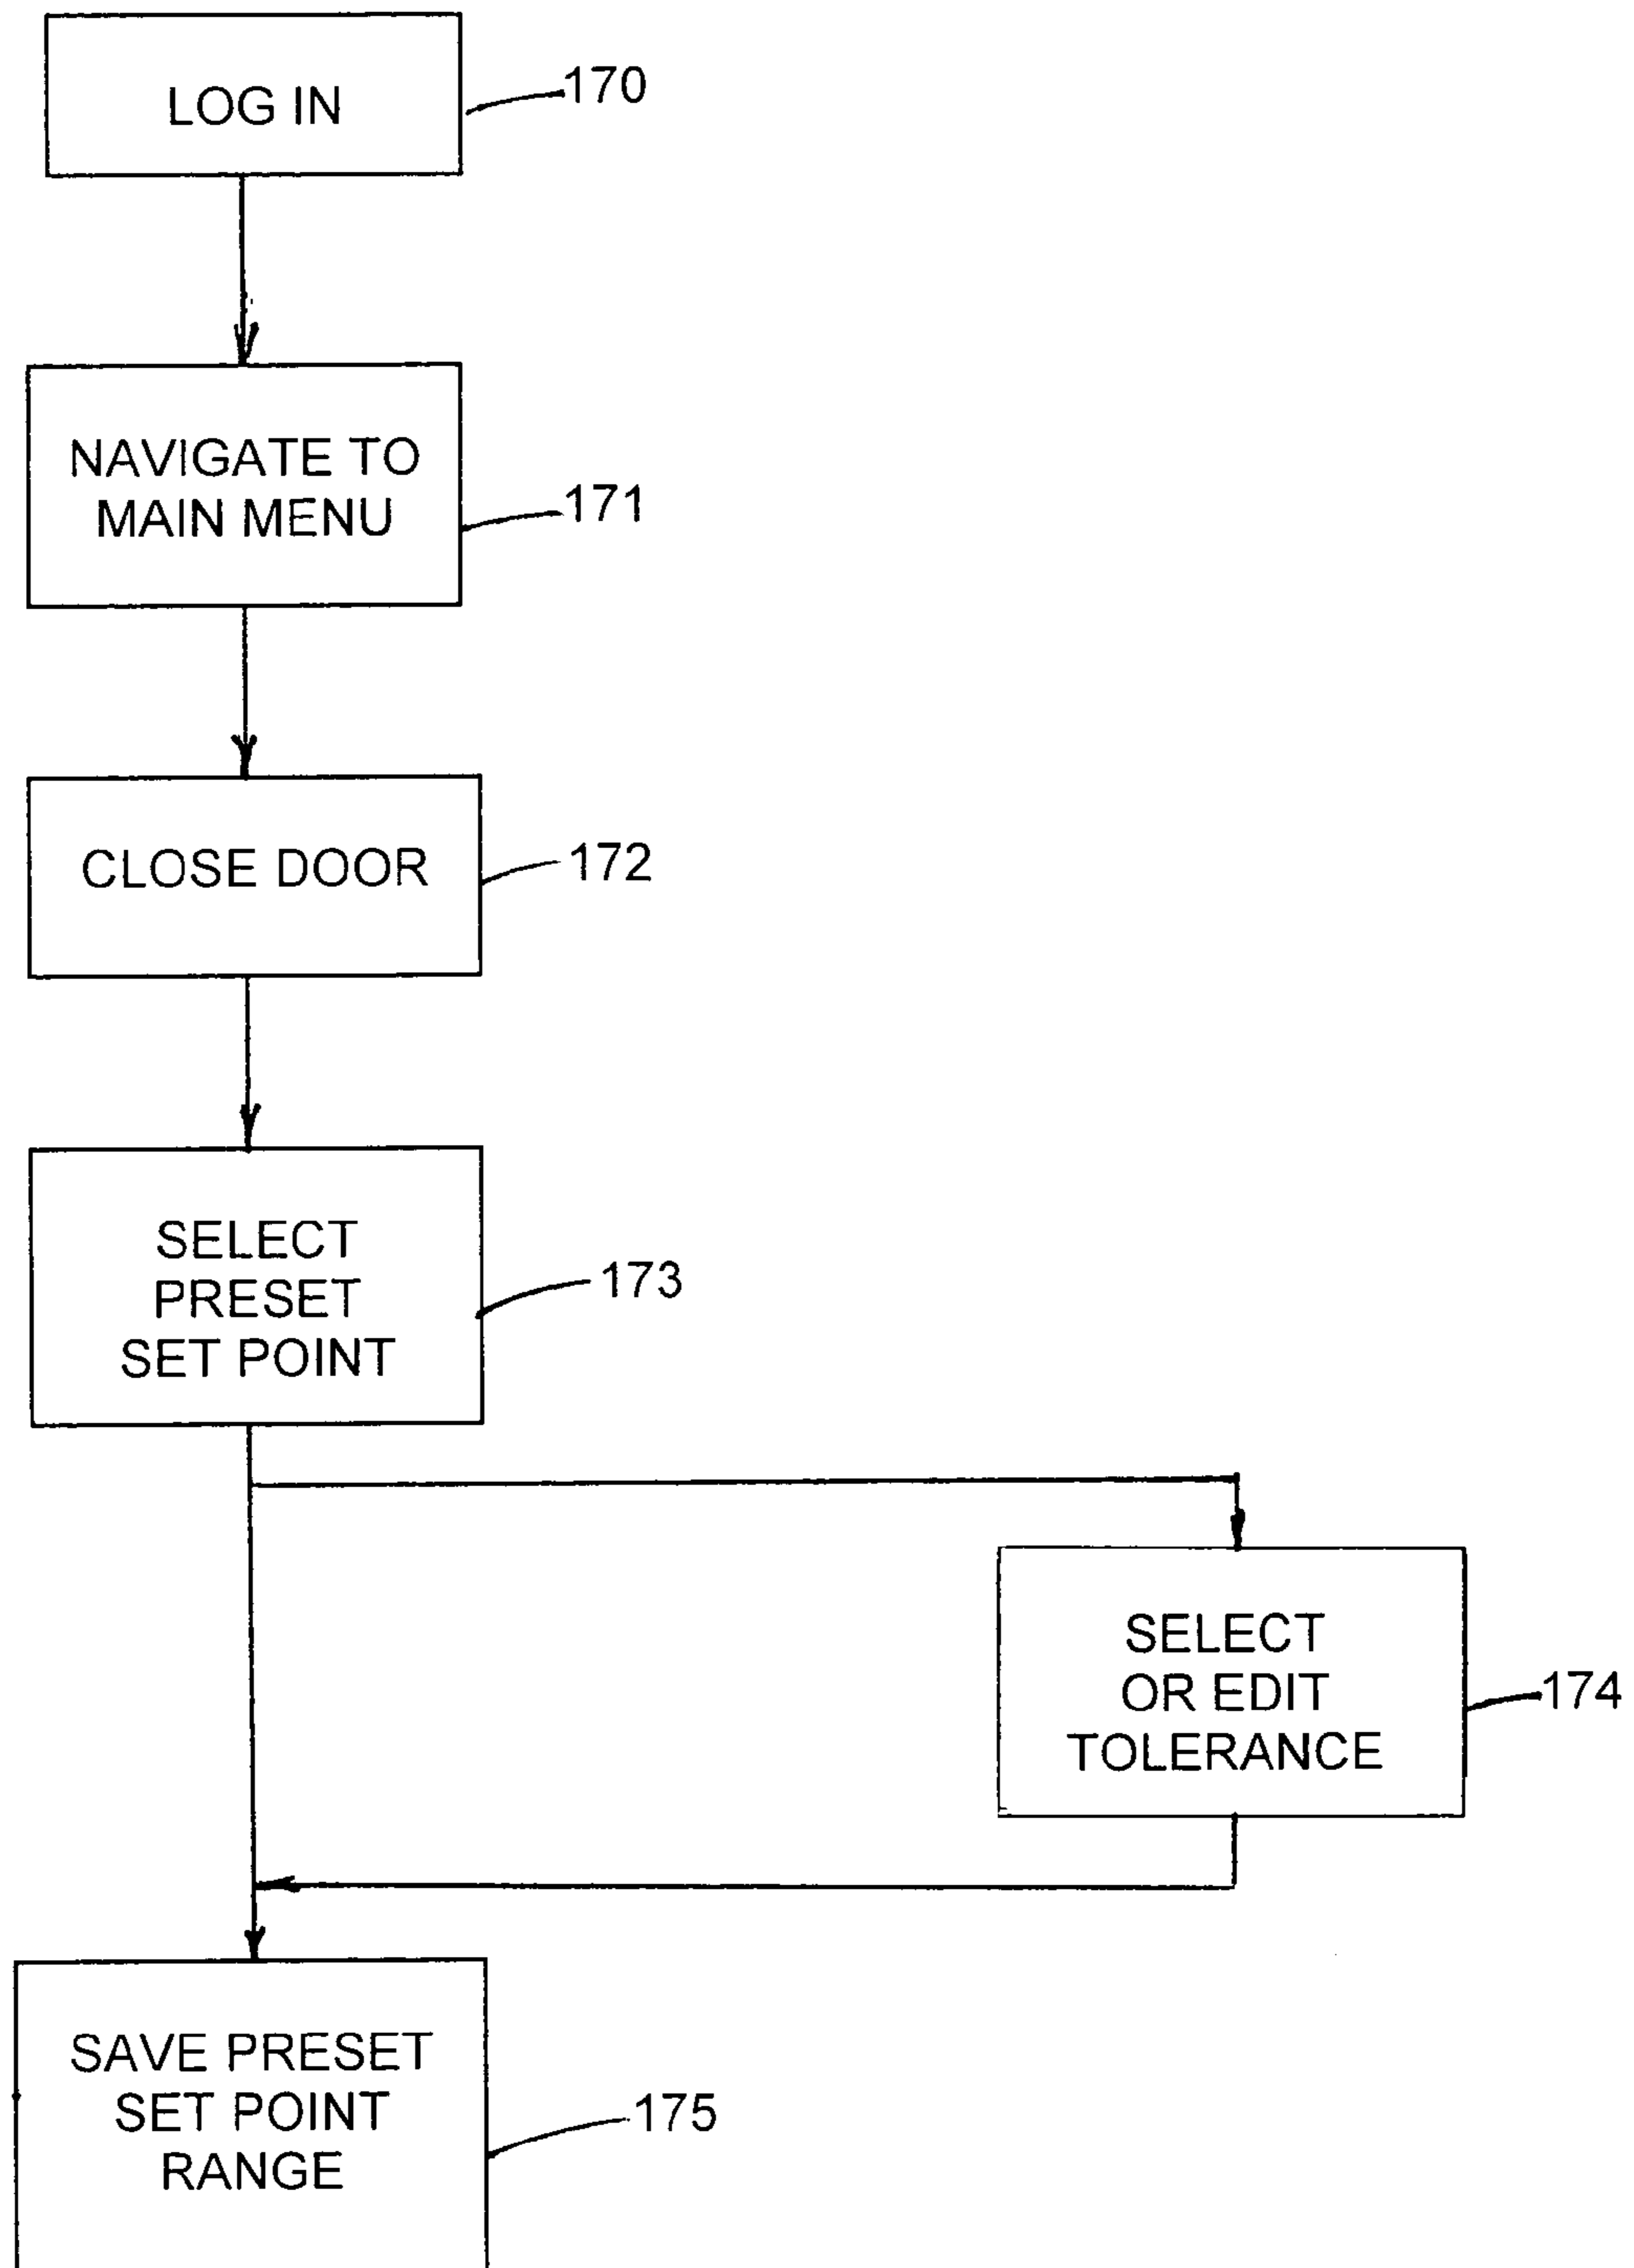 LOG IN
170
NAVIGATE TO
MAIN MENU
171
CLOSE DOOR
172
SELECT
PRESET
SET POINT
173
SELECT
OR EDIT
TOLERANCE
174
SAVE PRESET
SET POINT
RANGE
175